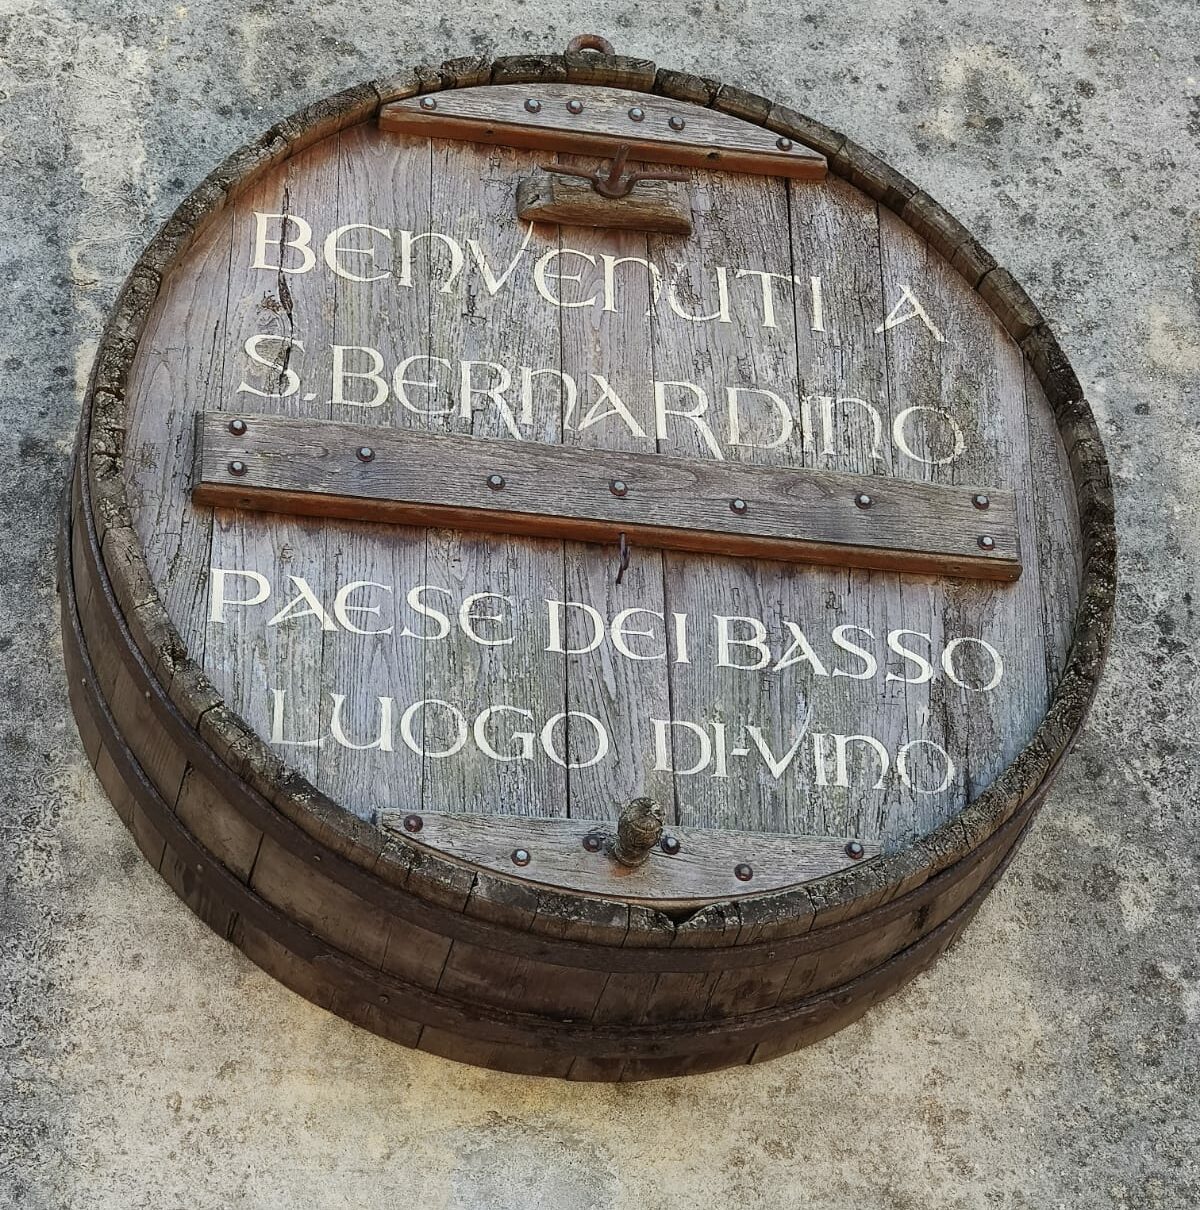 BENVENUTI A
S. BERNARDINO
PAESE DEI BASSO
LUOGO DI-VINO